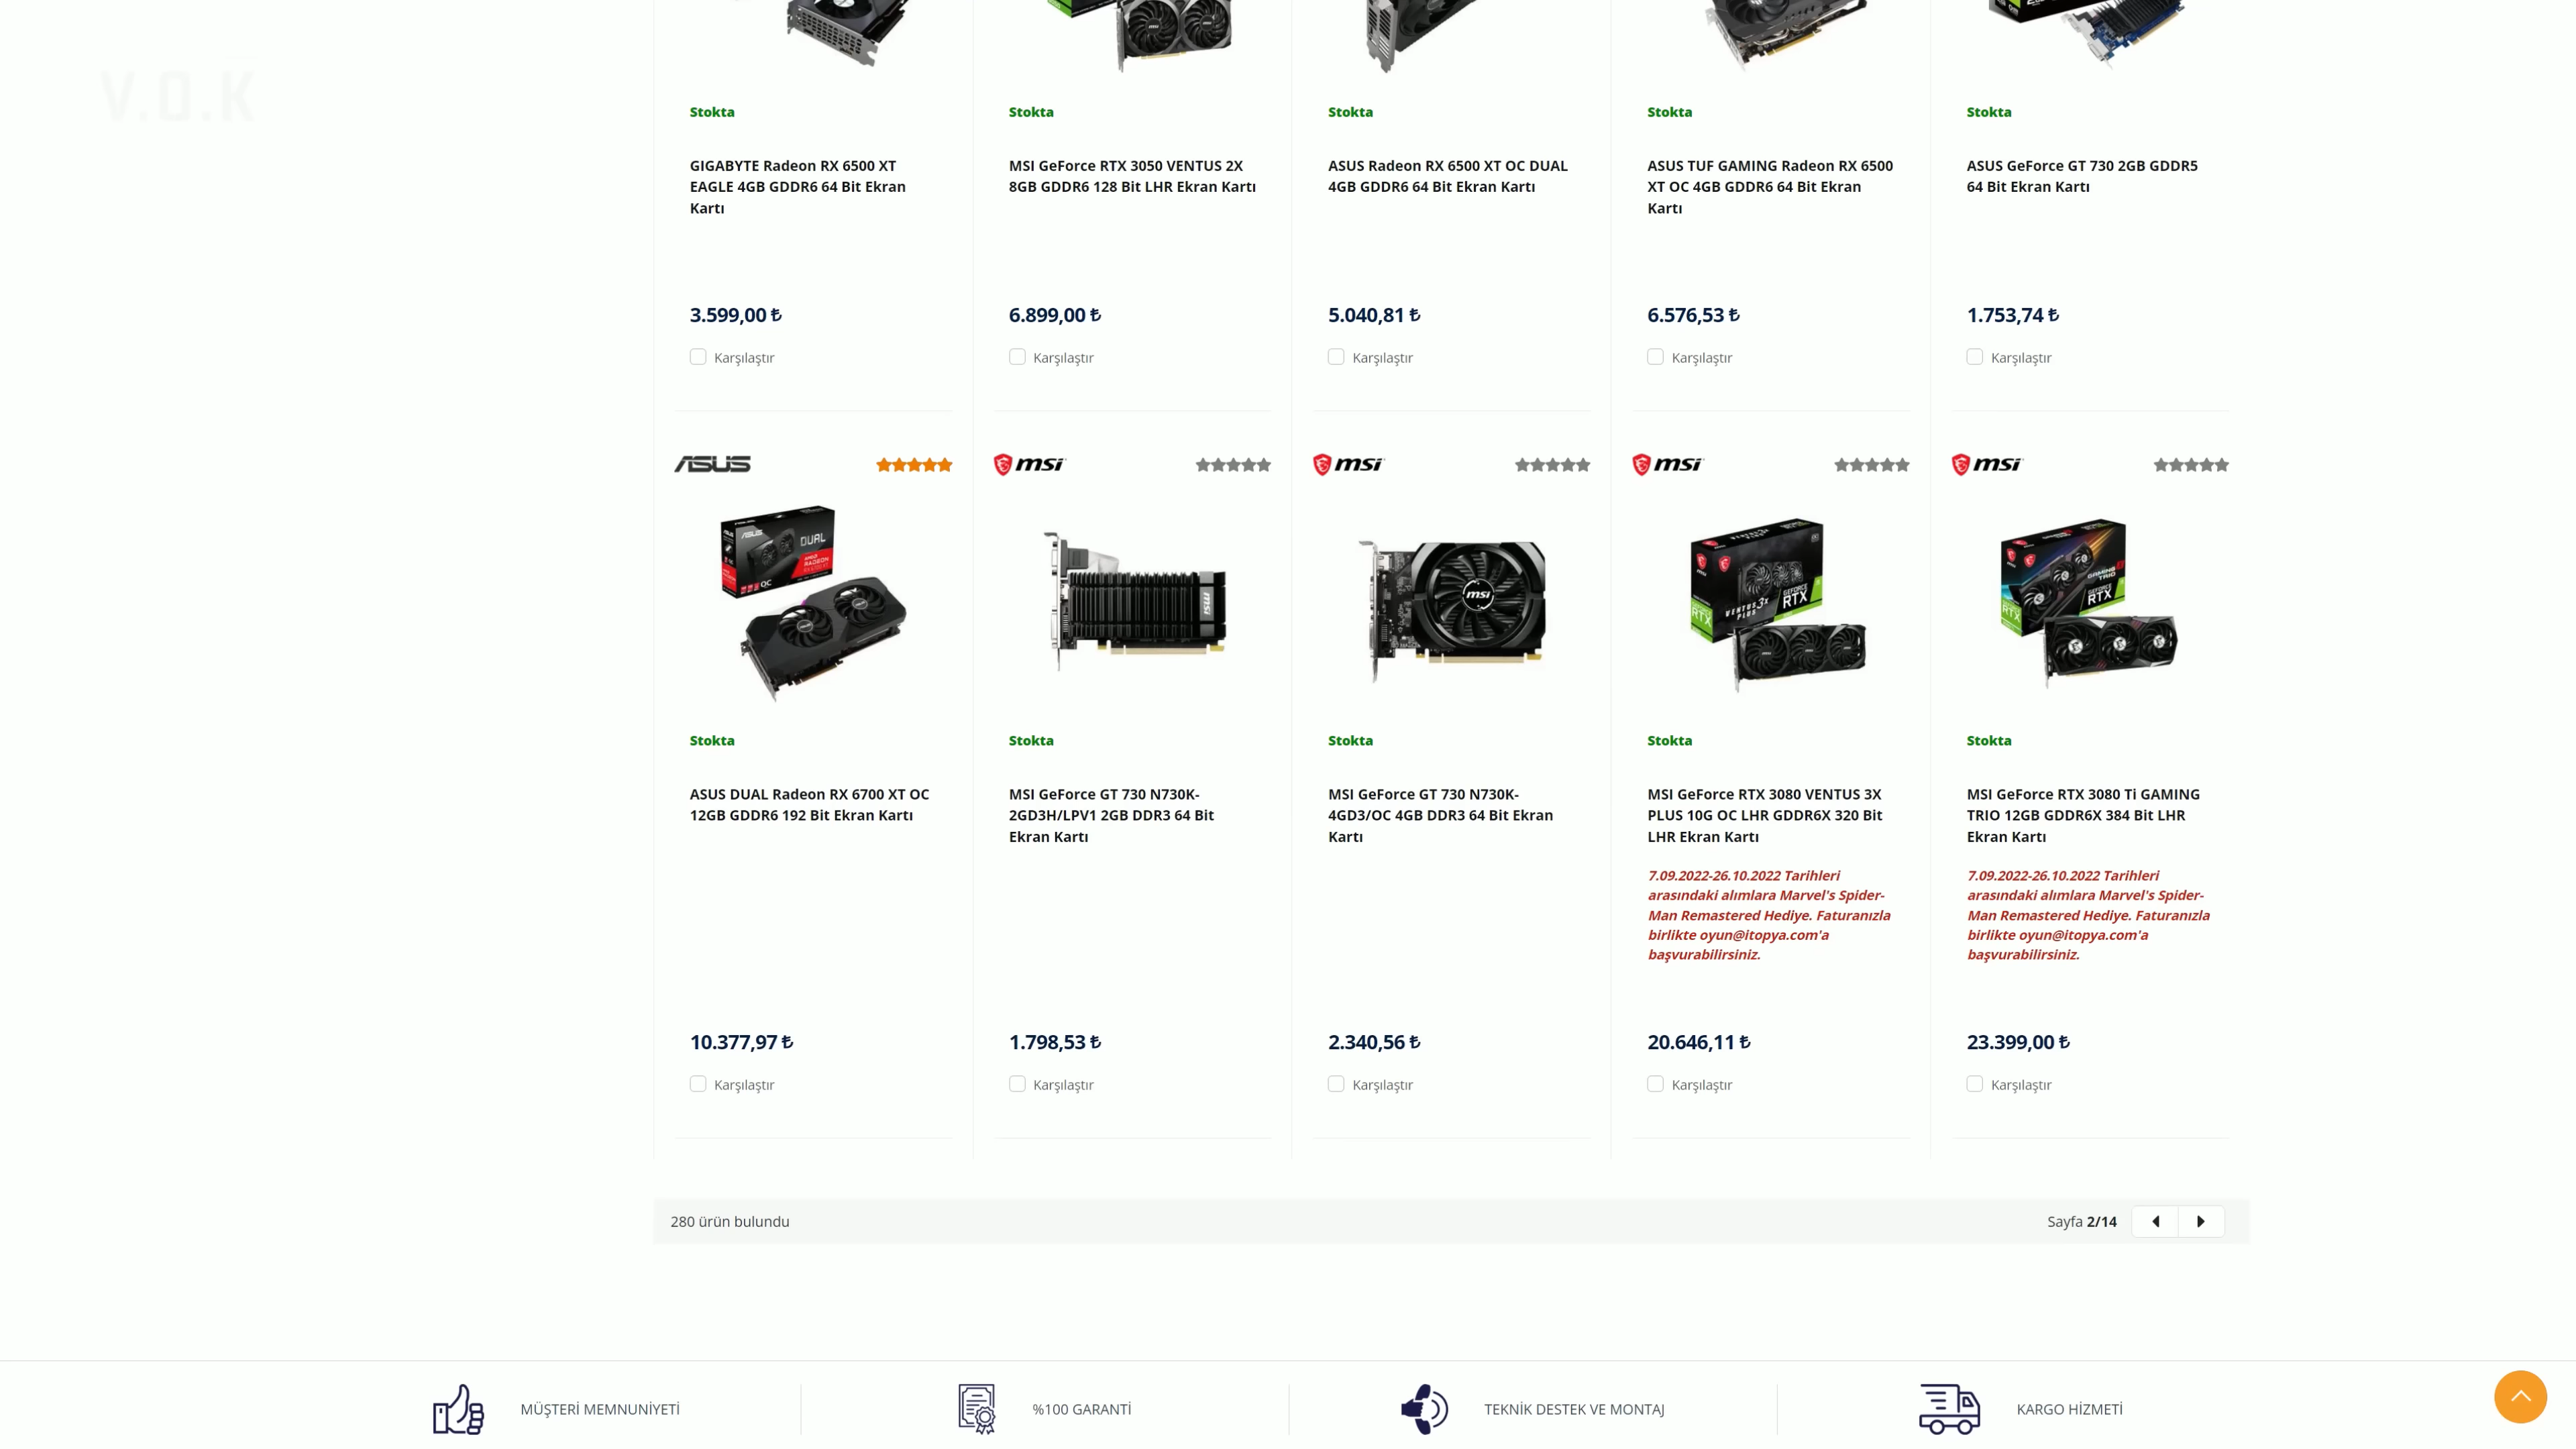 V.O.K
Stokta
Stokta
Stokta
Stokta
Stokta
GIGABYTE Radeon RX 6500 XT
EAGLE 4GB GDDR6 64 Bit Ekran
Kartı
MSI GeForce RTX 3050 VENTUS 2X
8GB GDDR6 128 Bit LHR Ekran Kartı
ASUS Radeon RX 6500 XT OC DUAL
4GB GDDR6 64 Bit Ekran Kartı
ASUS TUF GAMING Radeon RX 6500
XT OC 4GB GDDR6 64 Bit Ekran
Kartı
ASUS GeForce GT 730 2GB GDDR5
64 Bit Ekran Kartı
3.599,00 ₺
6.899,00 ₺
5.040,81 ₺
6.576,53 ₺
1.753,74 ₺
Karşılaştır
Karşılaştır
Karşılaştır
Karşılaştır
Karşılaştır
ASUS
msi
msi
msi
msi
DUAL
msi
msi
VENTUS 3X
PLUS
GEFORCE
RTX
GAMING
TRIO
GEFORCE
RTX
Stokta
Stokta
Stokta
Stokta
Stokta
ASUS DUAL Radeon RX 6700 XT OC
12GB GDDR6 192 Bit Ekran Kartı
MSI GeForce GT 730 N730K-
2GD3H/LPV1 2GB DDR3 64 Bit
Ekran Kartı
MSI GeForce GT 730 N730K-
4GD3/OC 4GB DDR3 64 Bit Ekran
Kartı
MSI GeForce RTX 3080 VENTUS 3X
PLUS 10G OC LHR GDDR6X 320 Bit
LHR Ekran Kartı
7.09.2022-26.10.2022 Tarihleri
arasındaki alımlara Marvel's Spider-
Man Remastered Hediye. Faturanızla
birlikte oyun@itopya.com'a
başvurabilirsiniz.
MSI GeForce RTX 3080 Ti GAMING
TRIO 12GB GDDR6X 384 Bit LHR
Ekran Kartı
7.09.2022-26.10.2022 Tarihleri
arasındaki alımlara Marvel's Spider-
Man Remastered Hediye. Faturanızla
birlikte oyun@itopya.com'a
başvurabilirsiniz.
10.377,97 ₺
1.798,53 ₺
2.340,56 ₺
20.646,11 ₺
23.399,00 ₺
Karşılaştır
Karşılaştır
Karşılaştır
Karşılaştır
Karşılaştır
280 ürün bulundu
Sayfa 2/14
MÜŞTERİ MEMNUNİYETİ
%100 GARANTİ
TEKNİK DESTEK VE MONTAJ
KARGO HİZMETİ